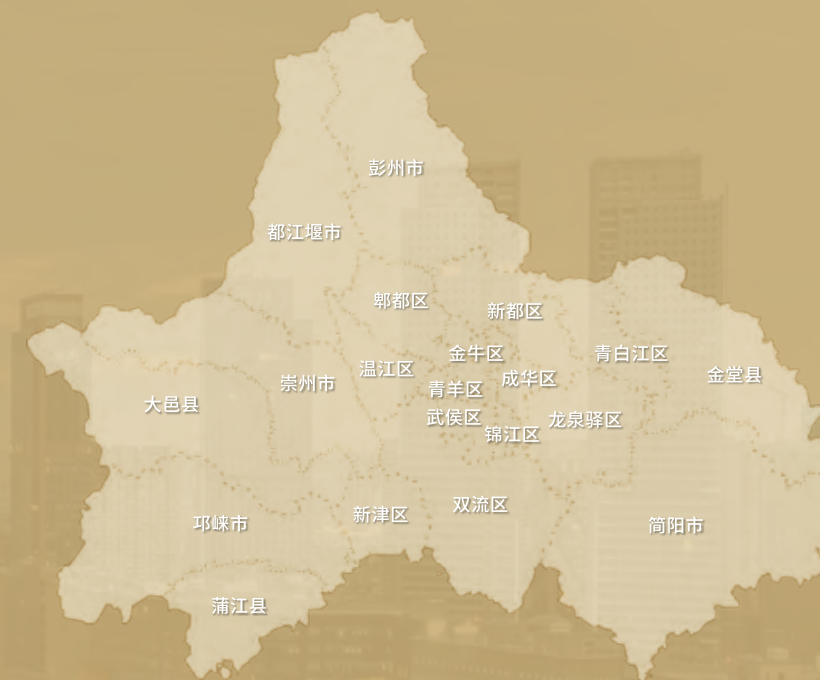 彭州市
都江堰市
郫都区
新都区
金牛区
青白江区
温江区
成华区
金堂县
崇州市
青羊区
大邑县
武侯区
龙泉驿区
锦江区
双流区
新津区
邛崃市
简阳市
蒲江县